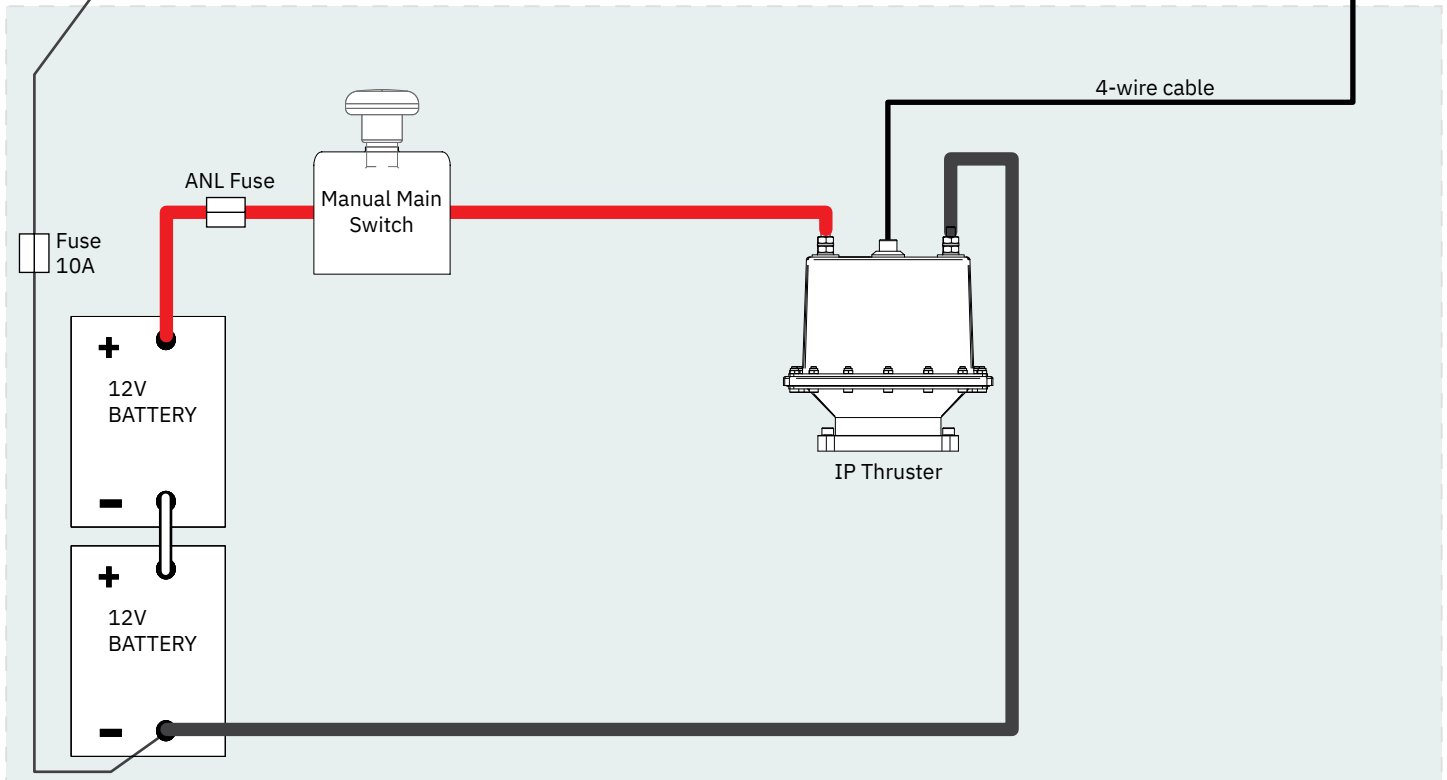 4-wire cable
ANL Fuse
Manual Main
Switch
Fuse
10A
+
12V
BATTERY
-
IP Thruster
+
12V
BATTERY
-